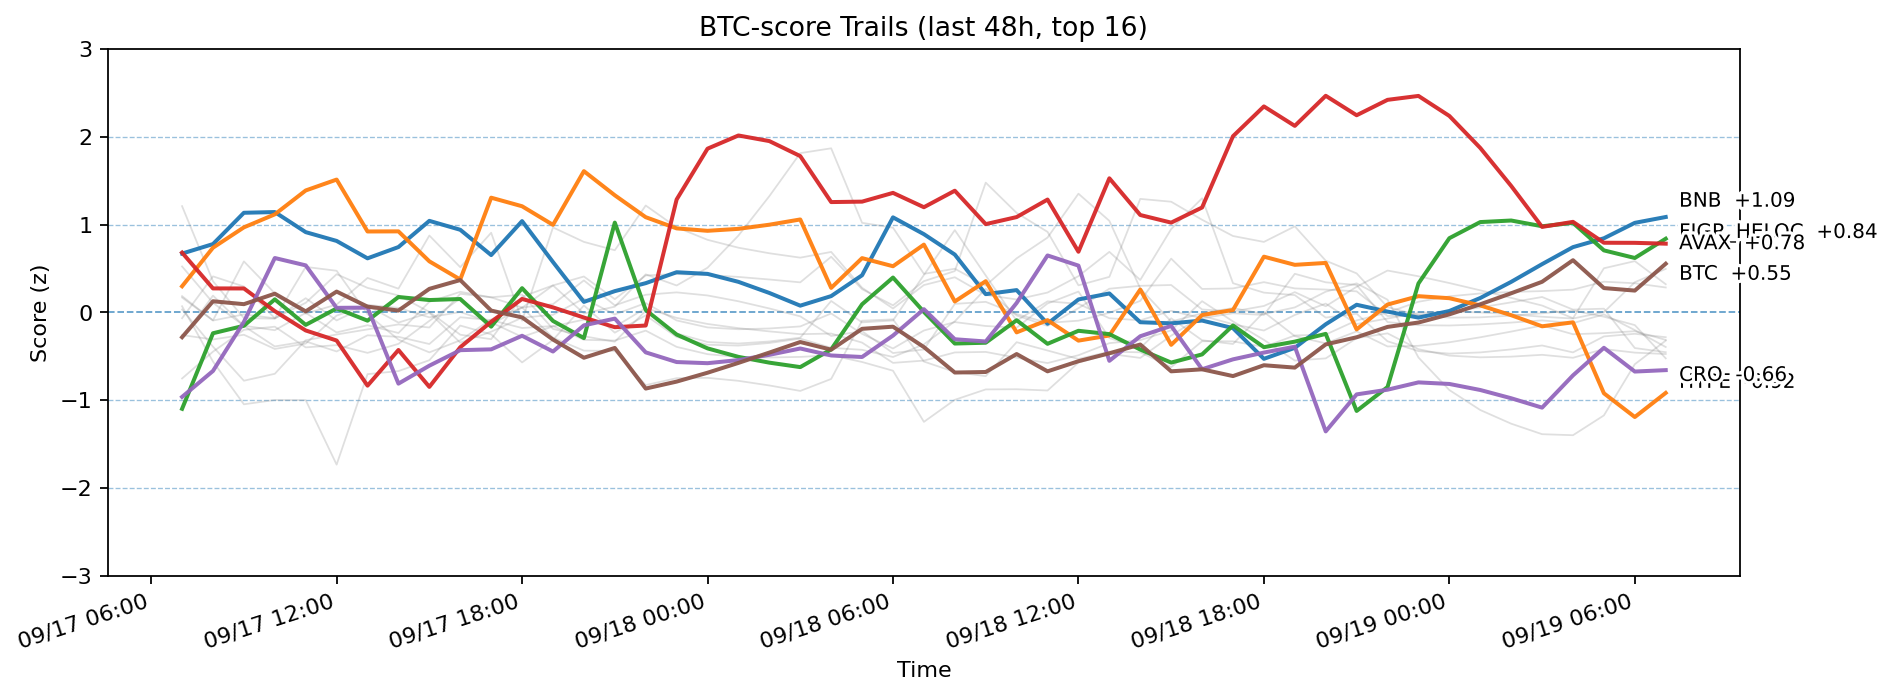 BTC-score Trails (last 48h, top 16)
Score (z)
3
2
1
0
−1
−2
−3
BNB +1.09
+0.84
AVAX +0.78
BTC +0.55
CRO -0.66
09/17 06:00
09/17 12:00
09/17 18:00
09/18 00:00
09/18 06:00
09/18 12:00
09/18 18:00
09/19 00:00
09/19 06:00
Time